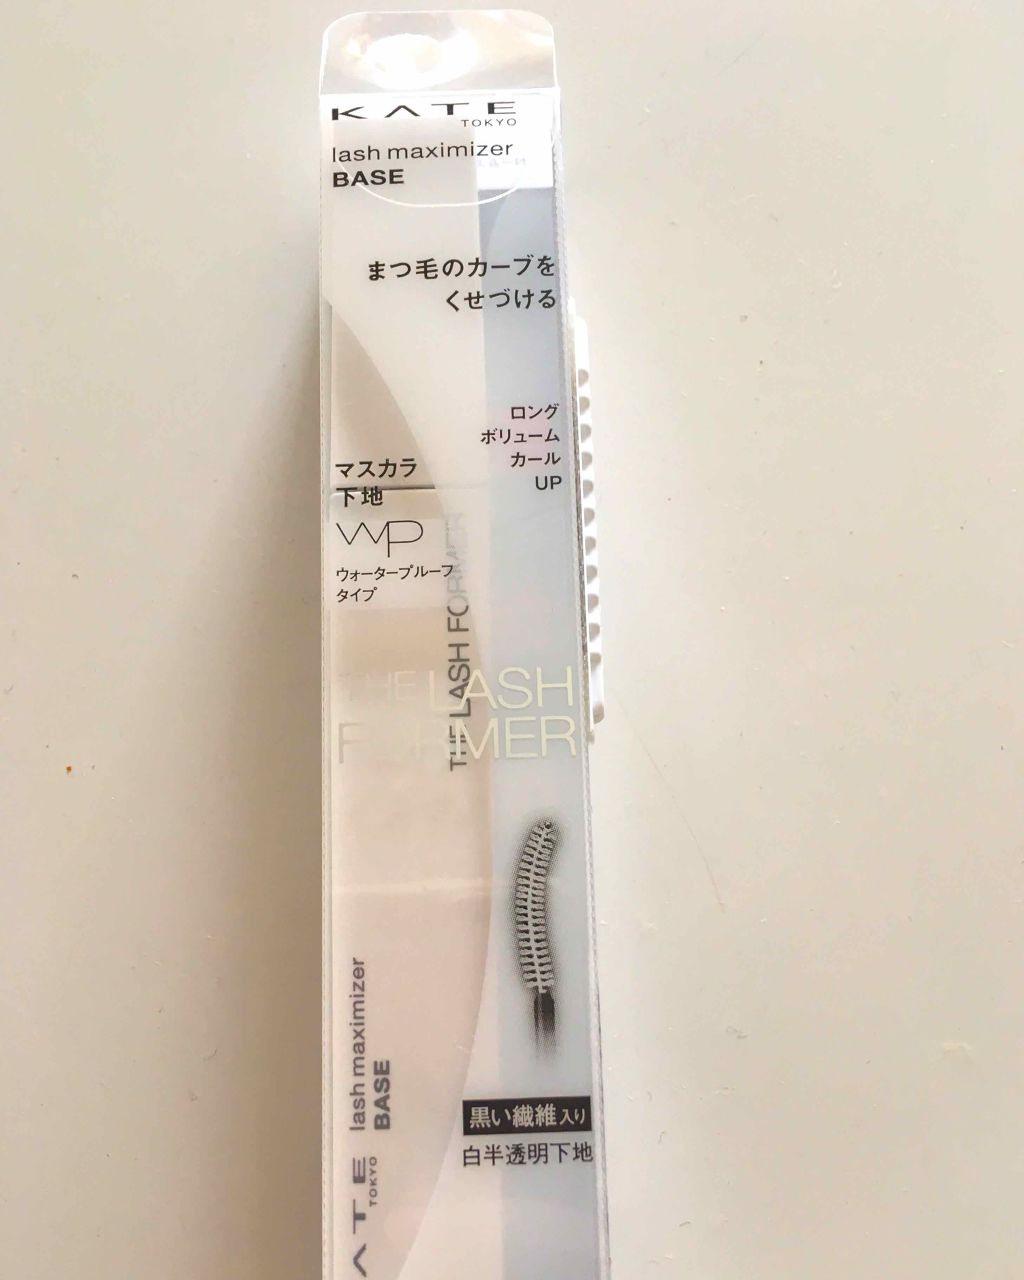 KATE
TOKYO
lash maximizer
BASE
まつ毛のカーブを
くせづける
ロング
ボリューム
カール
UP
マスカラ
下地
WP
ウォータープルーフ
タイプ
THE LASH FORMER
THE LASH
FORMER
lash maximizer
BASE
KATE
TOKYO
黒い繊維入り
白半透明下地